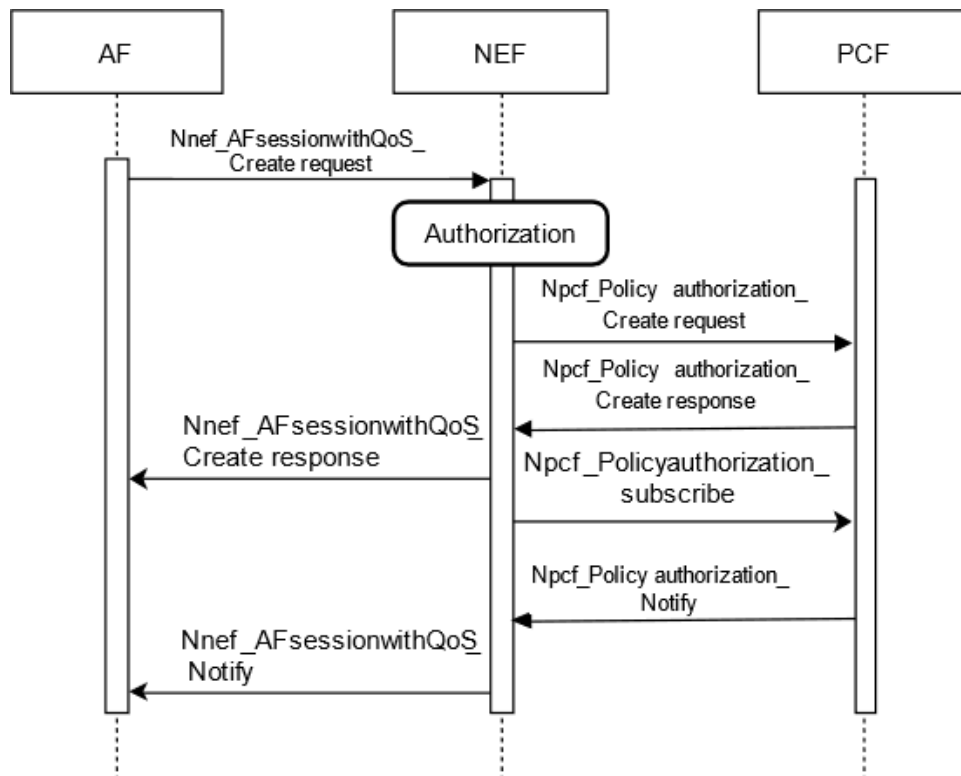 AF
NEF
PCF
Nnef_AFsessionwithQoS_
Create request
Authorization
Npcf_Policy authorization_
Create request
Npcf_Policy authorization_
Create response
Nnef_AFsessionwithQoS_
Create response
Npcf_Policyauthorization_
subscribe
Npcf_Policy authorization_
Notify
Nnef_AFsessionwithQoS_
Notify